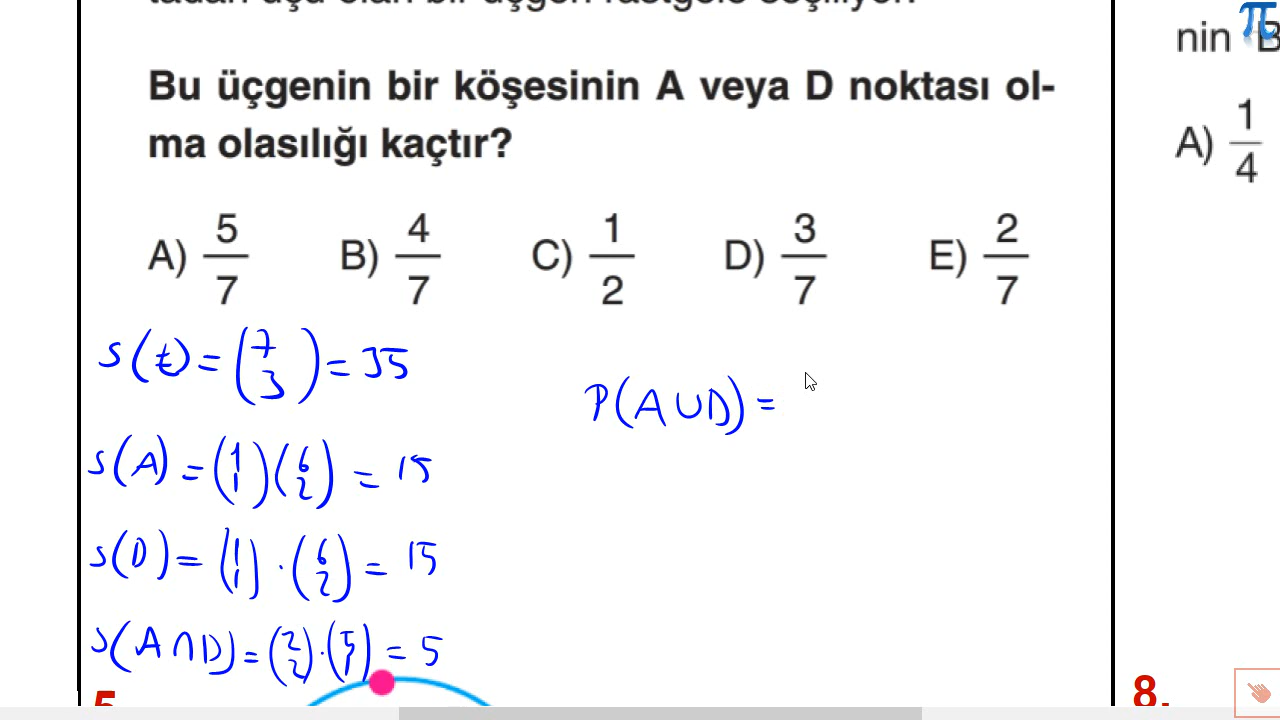 Bu üçgenin bir köşesinin A veya D noktası ol-
ma olasılığı kaçtır?
A) 5/7 B) 4/7 C) 1/2 D) 3/7 E) 2/7
s(t) = (7 3) = 35
P(A∪D) =
s(A) = (1 1)(6 2) = 15
s(D) = (1 1) · (6 2) = 15
s(A∩D) = (2 2) · (5 1) = 5
5
nin B
π
A) 1/4
8.